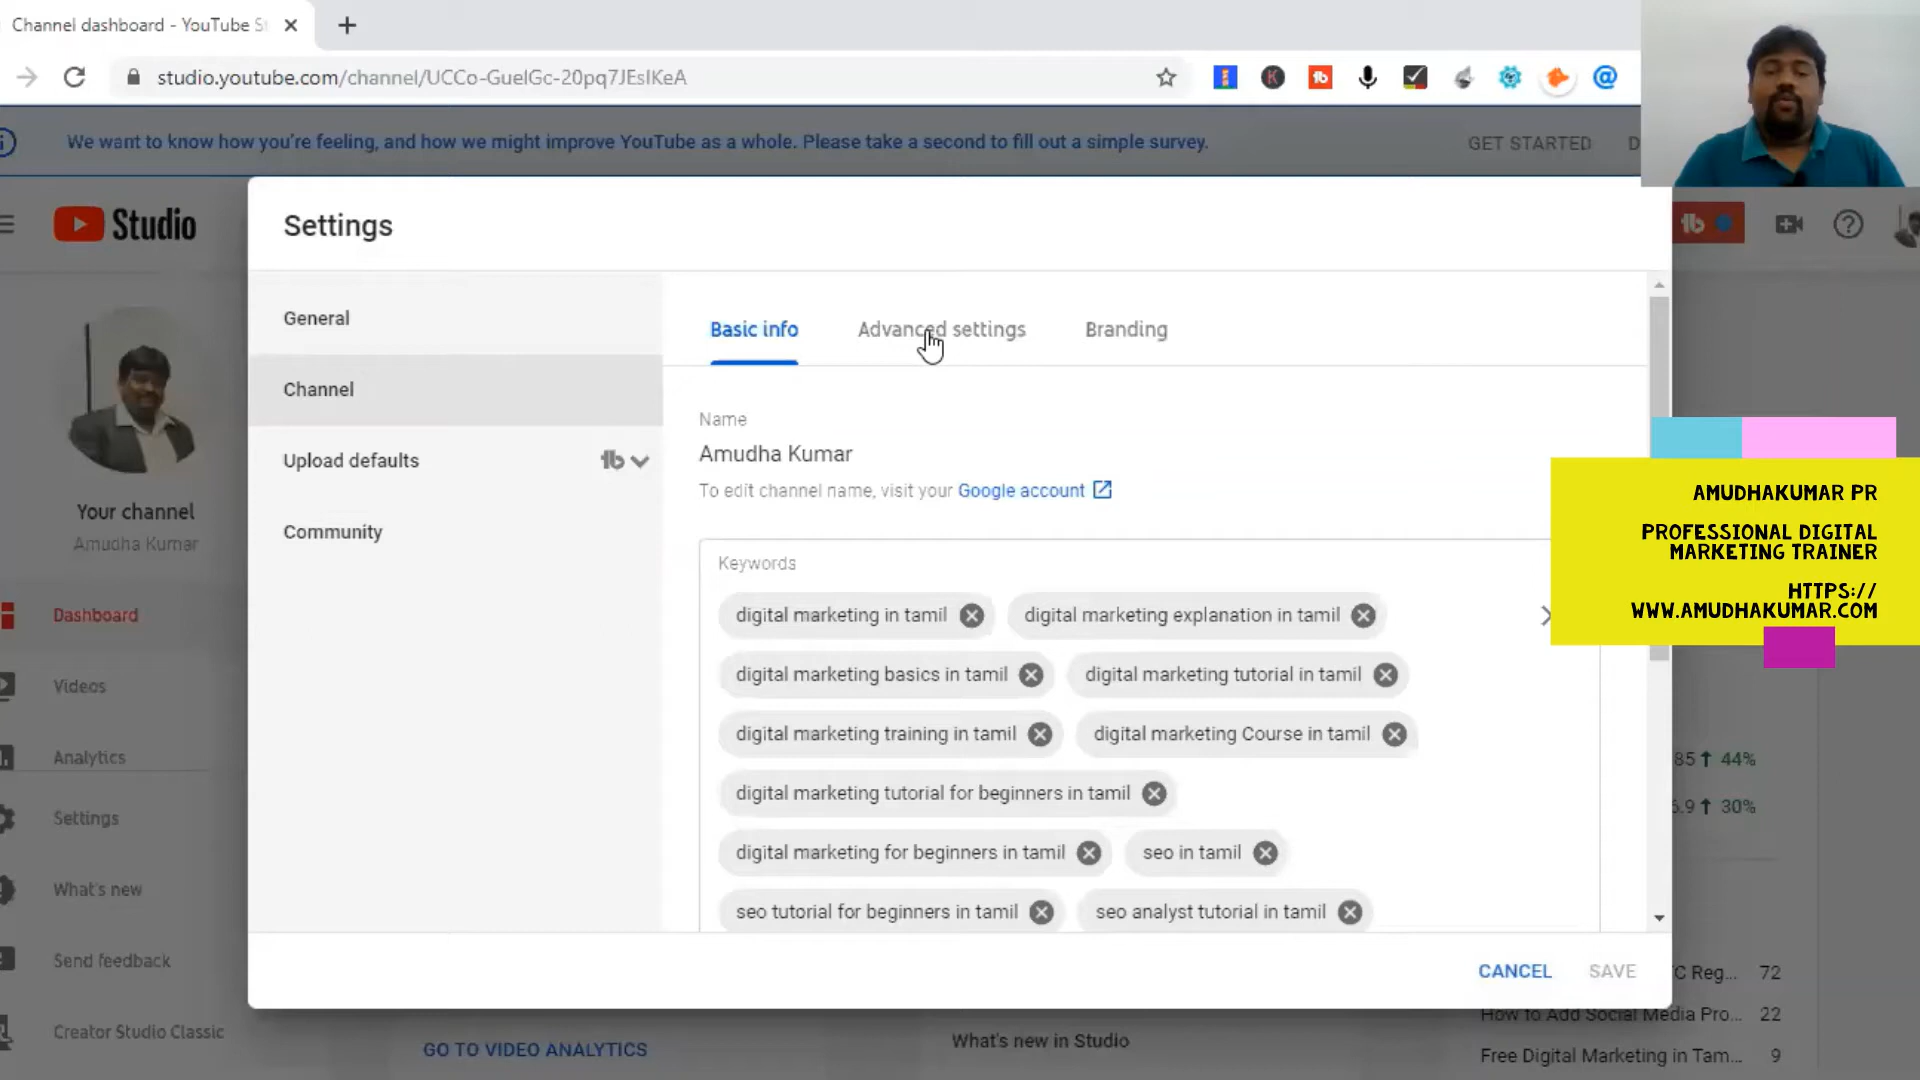 Channel dashboard - YouTube S
studio.youtube.com/channel/UCCo-GuelGc-20pq7JEslKeA
We want to know how you're feeling, and how we might improve YouTube as a whole. Please take a second to fill out a simple survey.
GET STARTED
D
Studio
Settings
General
Channel
Upload defaults
Community
Basic info
Advanced settings
Branding
Name
Amudha Kumar
To edit channel name, visit your Google account
Keywords
digital marketing in tamil
digital marketing explanation in tamil
digital marketing basics in tamil
digital marketing tutorial in tamil
digital marketing training in tamil
digital marketing Course in tamil
digital marketing tutorial for beginners in tamil
digital marketing for beginners in tamil
seo in tamil
seo tutorial for beginners in tamil
seo analyst tutorial in tamil
CANCEL
SAVE
Your channel
Amudha Kumar
Dashboard
Videos
Analytics
Settings
What's new
Send feedback
Creator Studio Classic
GO TO VIDEO ANALYTICS
What's new in Studio
AMUDHAKUMAR PR
PROFESSIONAL DIGITAL
MARKETING TRAINER
HTTPS://
WWW.AMUDHAKUMAR.COM
85 44%
6.9 30%
C Reg... 72
How to Add Social Media Pro... 22
Free Digital Marketing in Tam... 9